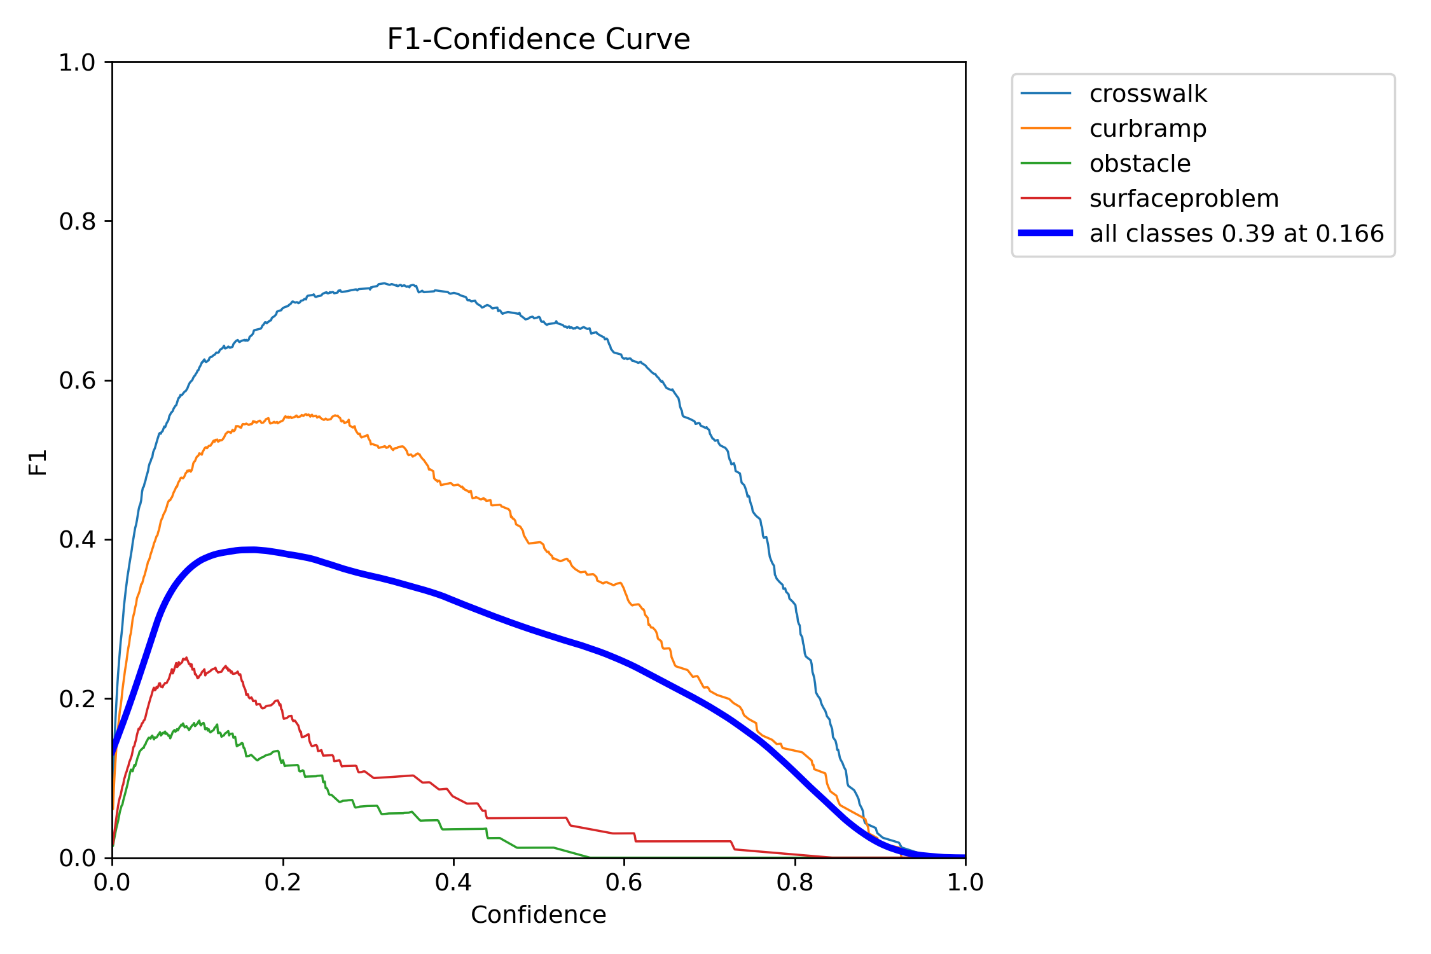 F1-Confidence Curve
1.0
0.8
0.6
0.4
0.2
0.0
F1
0.0 0.2 0.4 0.6 0.8 1.0
Confidence
crosswalk
curbramp
obstacle
surfaceproblem
all classes 0.39 at 0.166